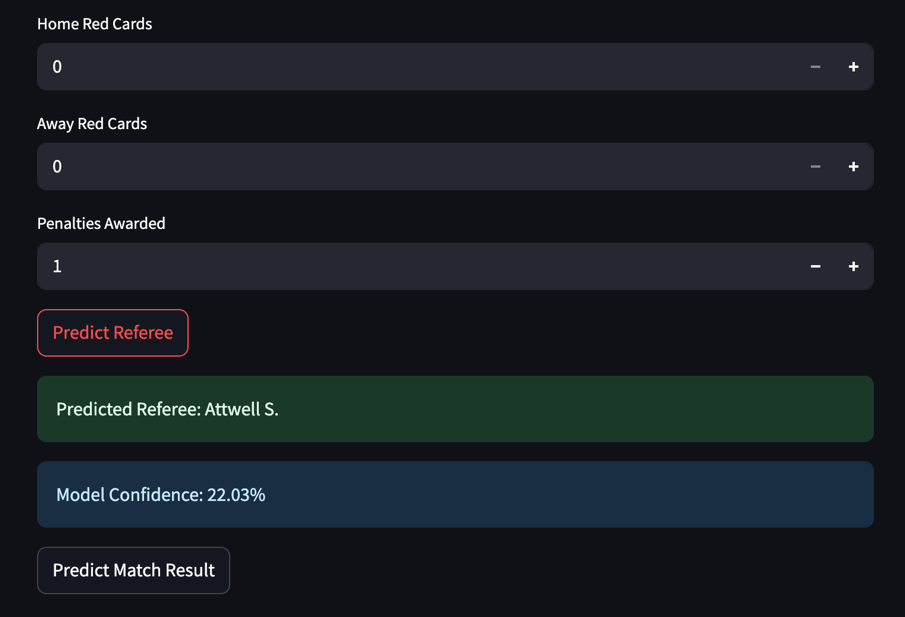 Home Red Cards
0
Away Red Cards
0
Penalties Awarded
1
Predict Referee
Predicted Referee: Attwell S.
Model Confidence: 22.03%
Predict Match Result